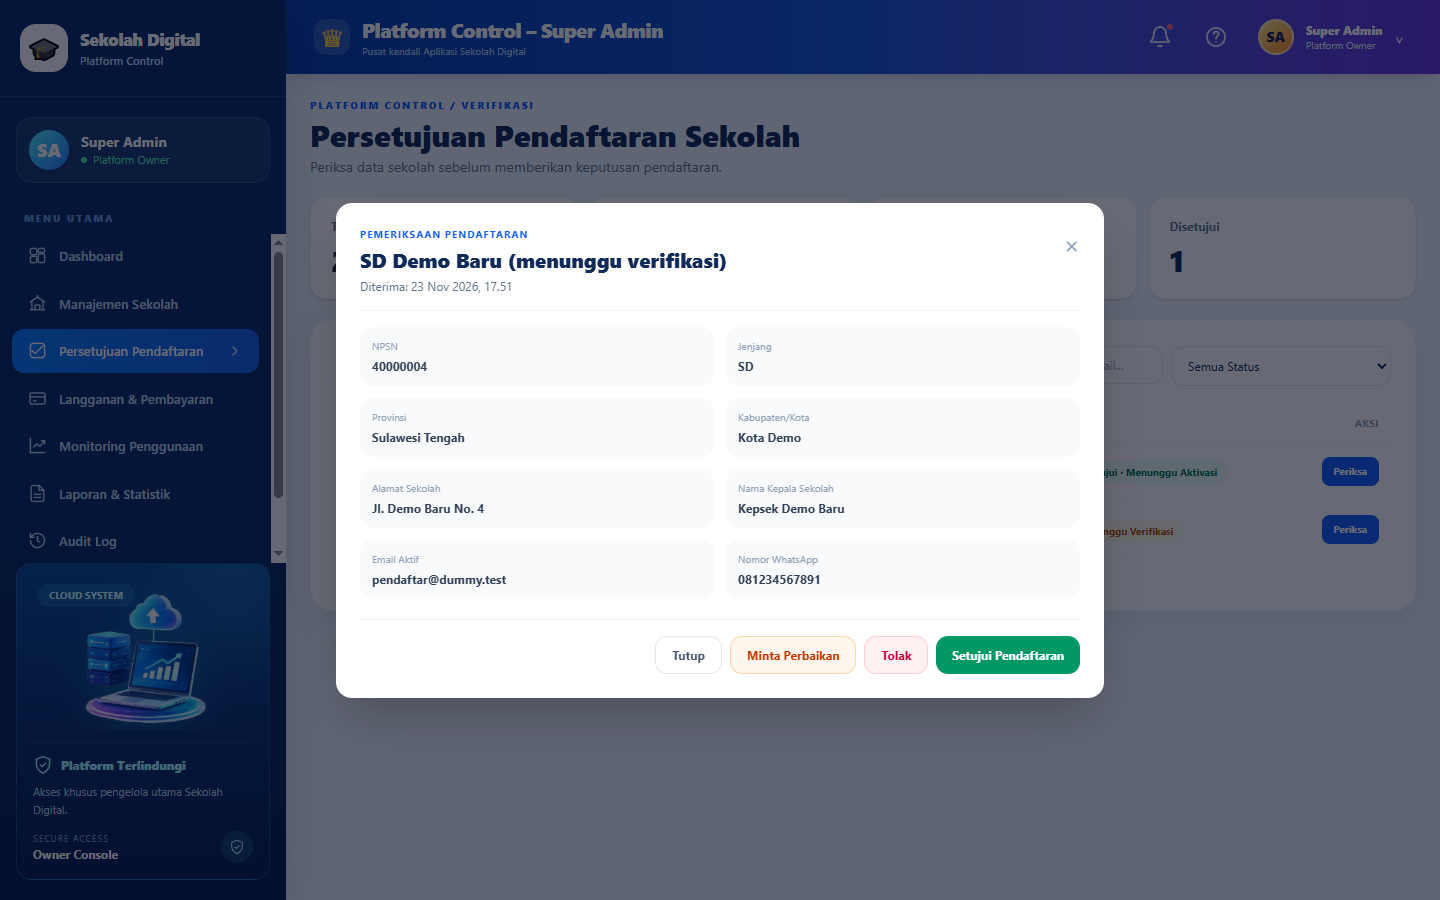 Sekolah Digital
Platform Control
Super Admin
Platform Owner
MENU UTAMA
Dashboard
Manajemen Sekolah
Persetujuan Pendaftaran
Langganan & Pembayaran
Monitoring Penggunaan
Laporan & Statistik
Audit Log
CLOUD SYSTEM
Platform Terlindungi
Akses khusus pengelola utama Sekolah
Digital.
SECURE ACCESS
Owner Console
Platform Control – Super Admin
Pusat kendali Aplikasi Sekolah Digital
SA
Super Admin
Platform Owner
PLATFORM CONTROL / VERIFIKASI
Persetujuan Pendaftaran Sekolah
Periksa data sekolah sebelum memberikan keputusan pendaftaran.
Disetujui
1
Semua Status
AKSI
Menunggu Aktivasi
Periksa
Verifikasi
Periksa
PEMERIKSAAN PENDAFTARAN
SD Demo Baru (menunggu verifikasi)
Diterima: 23 Nov 2026, 17.51
NPSN
40000004
Jenjang
SD
Provinsi
Sulawesi Tengah
Kabupaten/Kota
Kota Demo
Alamat Sekolah
Jl. Demo Baru No. 4
Nama Kepala Sekolah
Kepsek Demo Baru
Email Aktif
pendaftar@dummy.test
Nomor WhatsApp
081234567891
Tutup
Minta Perbaikan
Tolak
Setujui Pendaftaran